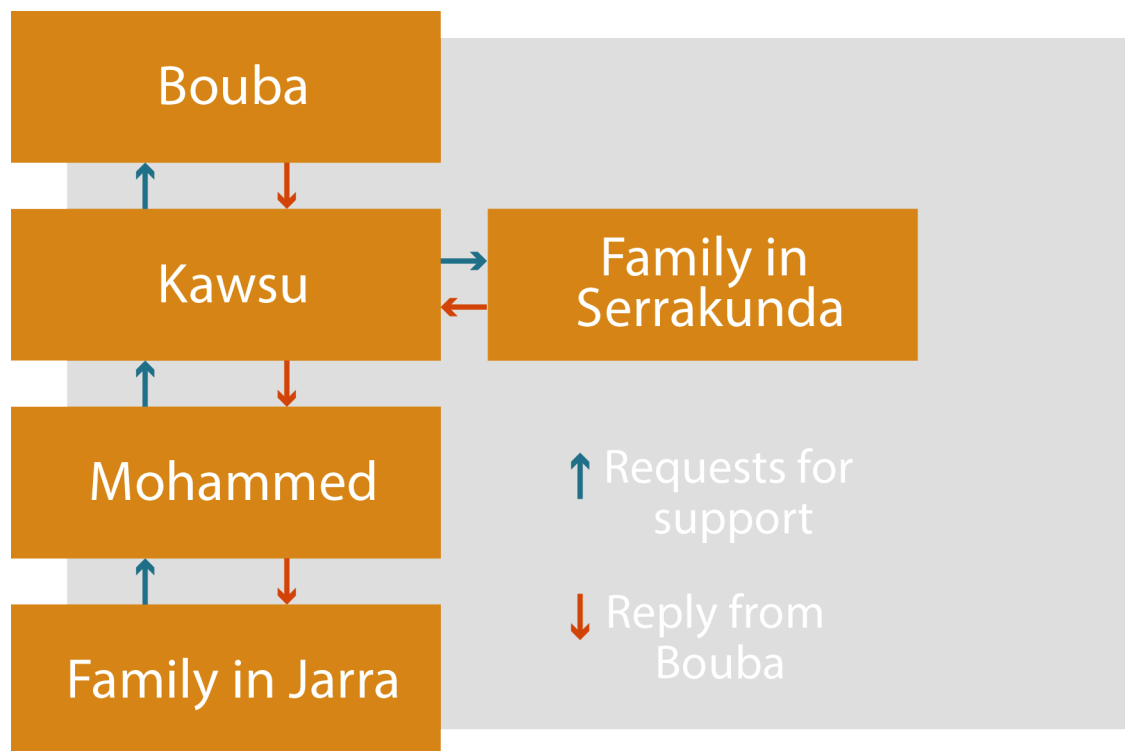 Bouba
Kawsu
Family in
Serrakunda
Mohammed
Requests for
support
Reply from
Bouba
Family in Jarra